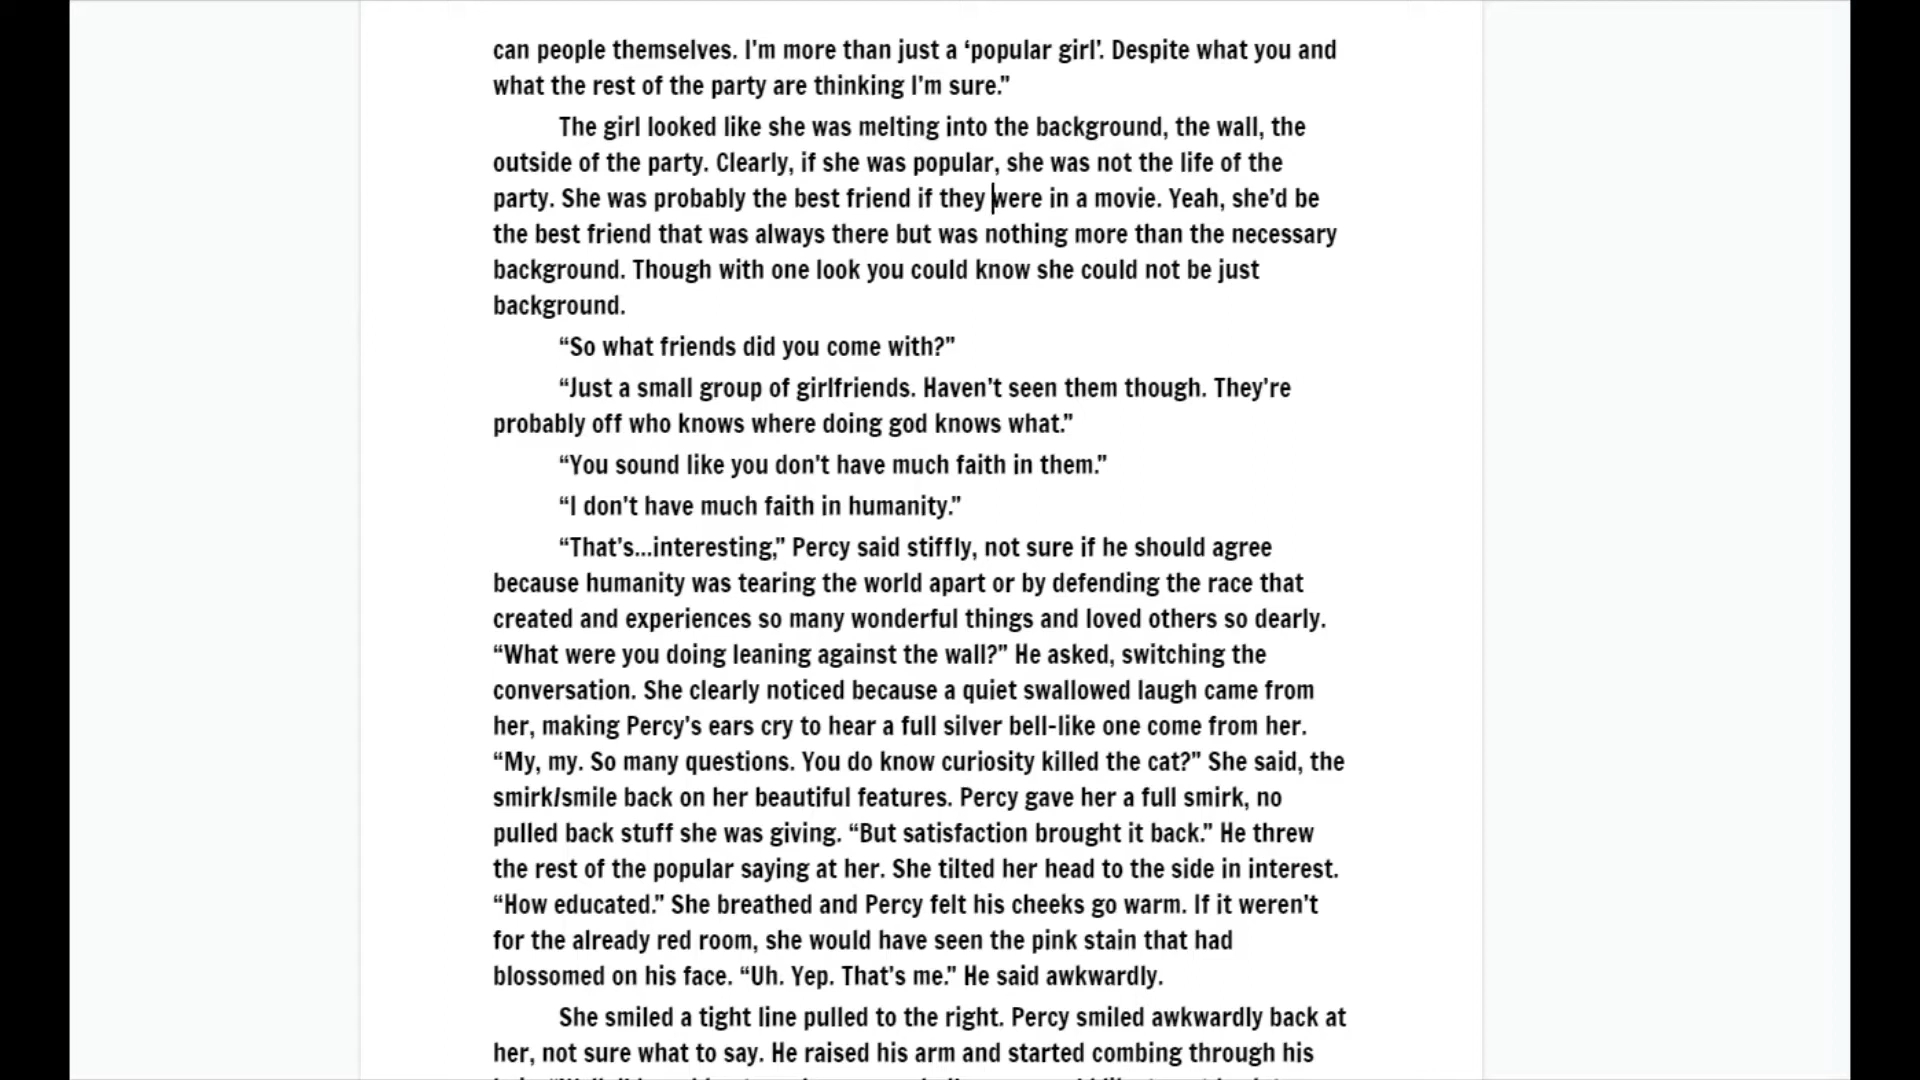 can people themselves. I'm more than just a ‘popular girl’. Despite what you and
what the rest of the party are thinking I'm sure."
The girl looked like she was melting into the background, the wall, the
outside of the party. Clearly, if she was popular, she was not the life of the
party. She was probably the best friend if they were in a movie. Yeah, she'd be
the best friend that was always there but was nothing more than the necessary
background. Though with one look you could know she could not be just
background.
“So what friends did you come with?”
“Just a small group of girlfriends. Haven't seen them though. They're
probably off who knows where doing god knows what.”
“You sound like you don't have much faith in them.”
“I don't have much faith in humanity.”
“That's...interesting,” Percy said stiffly, not sure if he should agree
because humanity was tearing the world apart or by defending the race that
created and experiences so many wonderful things and loved others so dearly.
“What were you doing leaning against the wall?” He asked, switching the
conversation. She clearly noticed because a quiet swallowed laugh came from
her, making Percy's ears cry to hear a full silver bell-like one come from her.
“My, my. So many questions. You do know curiosity killed the cat?” She said, the
smirk/smile back on her beautiful features. Percy gave her a full smirk, no
pulled back stuff she was giving. “But satisfaction brought it back.” He threw
the rest of the popular saying at her. She tilted her head to the side in interest.
“How educated.” She breathed and Percy felt his cheeks go warm. If it weren't
for the already red room, she would have seen the pink stain that had
blossomed on his face. “Uh. Yep. That's me.” He said awkwardly.
She smiled a tight line pulled to the right. Percy smiled awkwardly back at
her, not sure what to say. He raised his arm and started combing through his